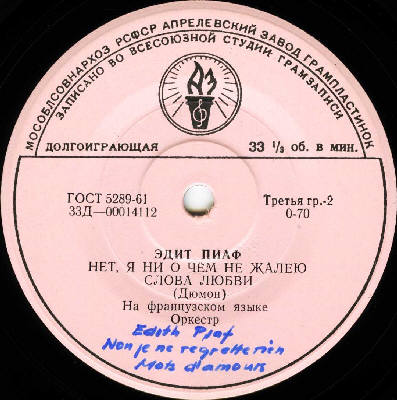 МОСОБЛСОВНАРХОЗ РСФСР АПРЕЛЕВСКИЙ ЗАВОД ГРАМПЛАСТИНОК
ЗАПИСАНО ВО ВСЕСОЮЗНОЙ СТУДИИ ГРАМЗАПИСИ
АЗ
ДОЛГОИГРАЮЩАЯ 33 ⅓ об. в мин.
ГОСТ 5289-61 Третья гр.-2
33Д—00014112 0-70
ЭДИТ ПИАФ
НЕТ, Я НИ О ЧЕМ НЕ ЖАЛЕЮ
СЛОВА ЛЮБВИ
(Дюмон)
На французском языке
Оркестр
Edith Piaf
Non je ne regrette rien
Mots d'amours